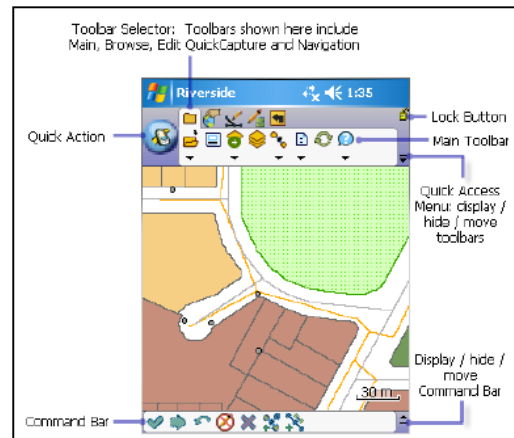 Toolbar Selector: Toolbars shown here include
Main, Browse, Edit QuickCapture and Navigation
Riverside 1:35
Quick Action
Lock Button
Main Toolbar
Quick Access
Menu: display /
hide / move
toolbars
30 m
Display / hide /
move
Command Bar
Command Bar